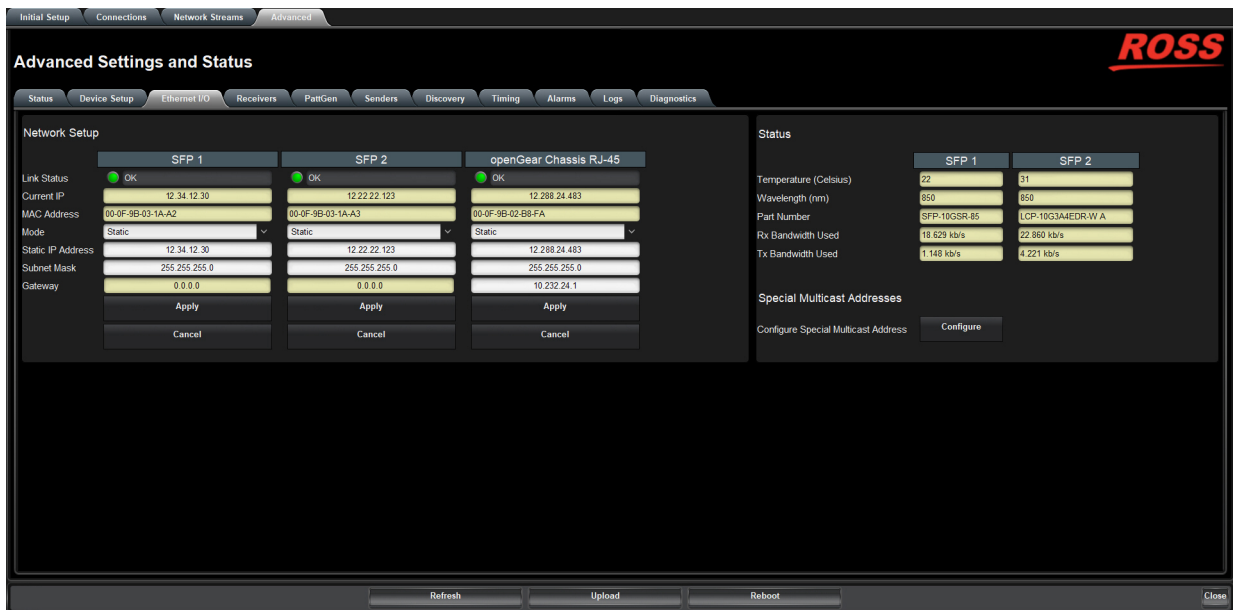 Initial Setup Connections Network Streams Advanced
ROSS
Advanced Settings and Status
Status Device Setup Ethernet I/O Receivers PattGen Senders Discovery Timing Alarms Logs Diagnostics
Network Setup
SFP 1 SFP 2 openGear Chassis RJ-45
Link Status OK OK OK
Current IP 12.34.12.30 12.22.22.123 12.288.24.483
MAC Address 00-0F-9B-03-1A-A2 00-0F-9B-03-1A-A3 00-0F-9B-02-B8-FA
Mode Static Static Static
Static IP Address 12.34.12.30 12.22.22.123 12.288.24.483
Subnet Mask 255.255.255.0 255.255.255.0 255.255.255.0
Gateway 0.0.0.0 0.0.0.0 10.232.24.1
Apply Apply Apply
Cancel Cancel Cancel
Status
SFP 1 SFP 2
Temperature (Celsius) 22 31
Wavelength (nm) 850 850
Part Number SFP-10GSR-85 LCP-10G3A4EDR-W A
Rx Bandwidth Used 18.629 kb/s 22.860 kb/s
Tx Bandwidth Used 1.148 kb/s 4.221 kb/s
Special Multicast Addresses
Configure Special Multicast Address Configure
Refresh Upload Reboot Close